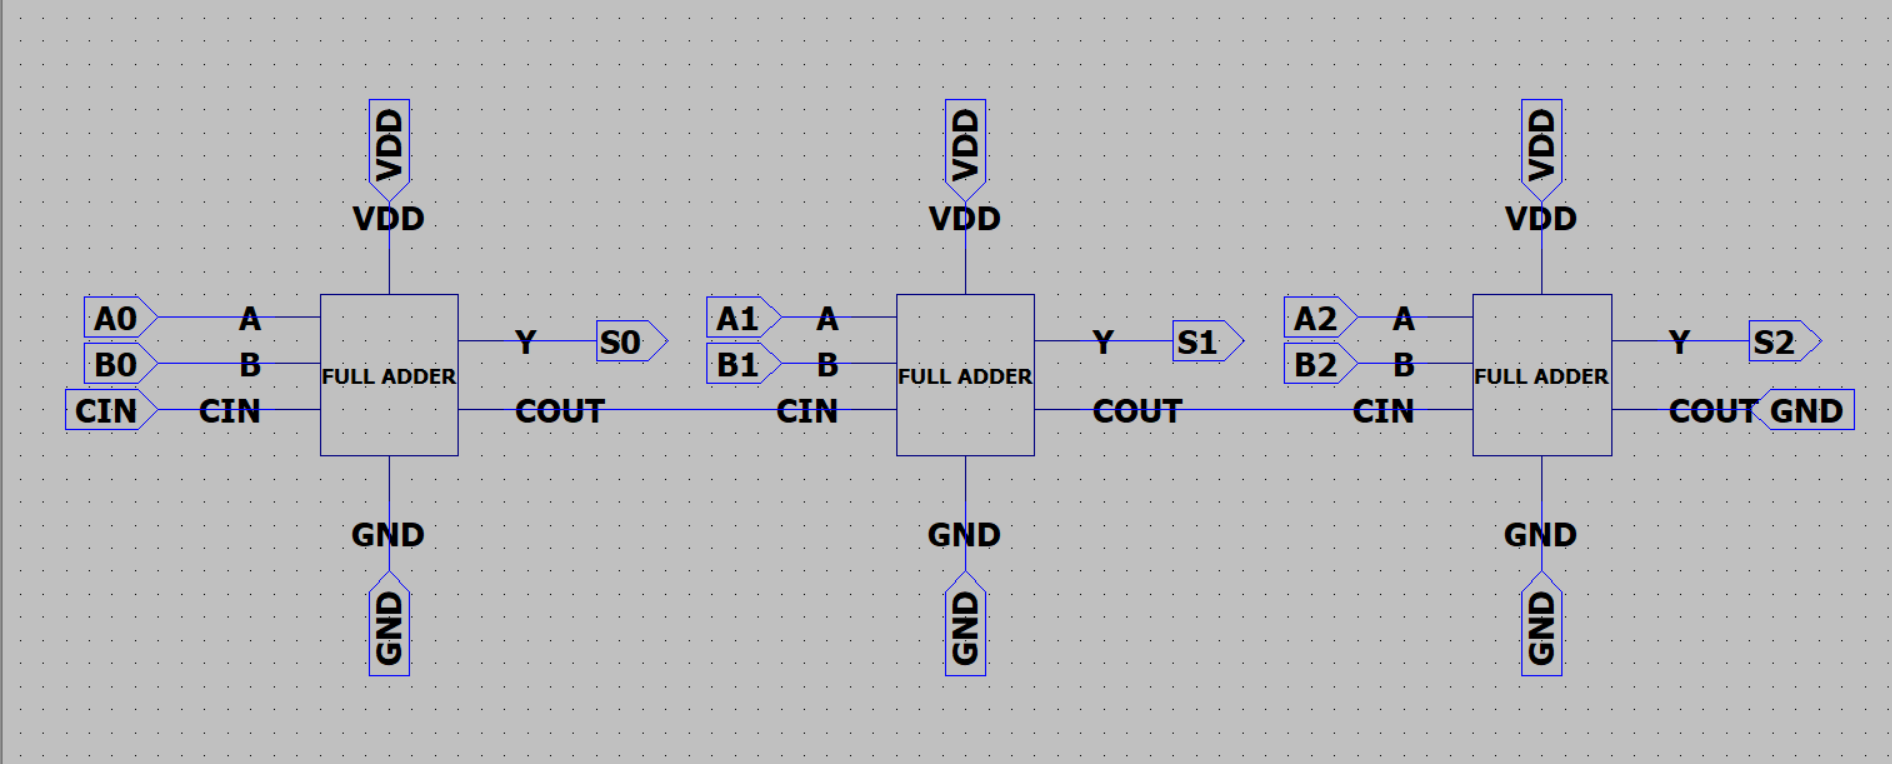 VDD VDD VDD
VDD VDD VDD
A0 A Y S0 A1 A Y S1 A2 A Y S2
B0 B FULL ADDER B1 B FULL ADDER B2 B FULL ADDER
CIN CIN COUT CIN COUT CIN COUT GND
GND GND GND
GND GND GND